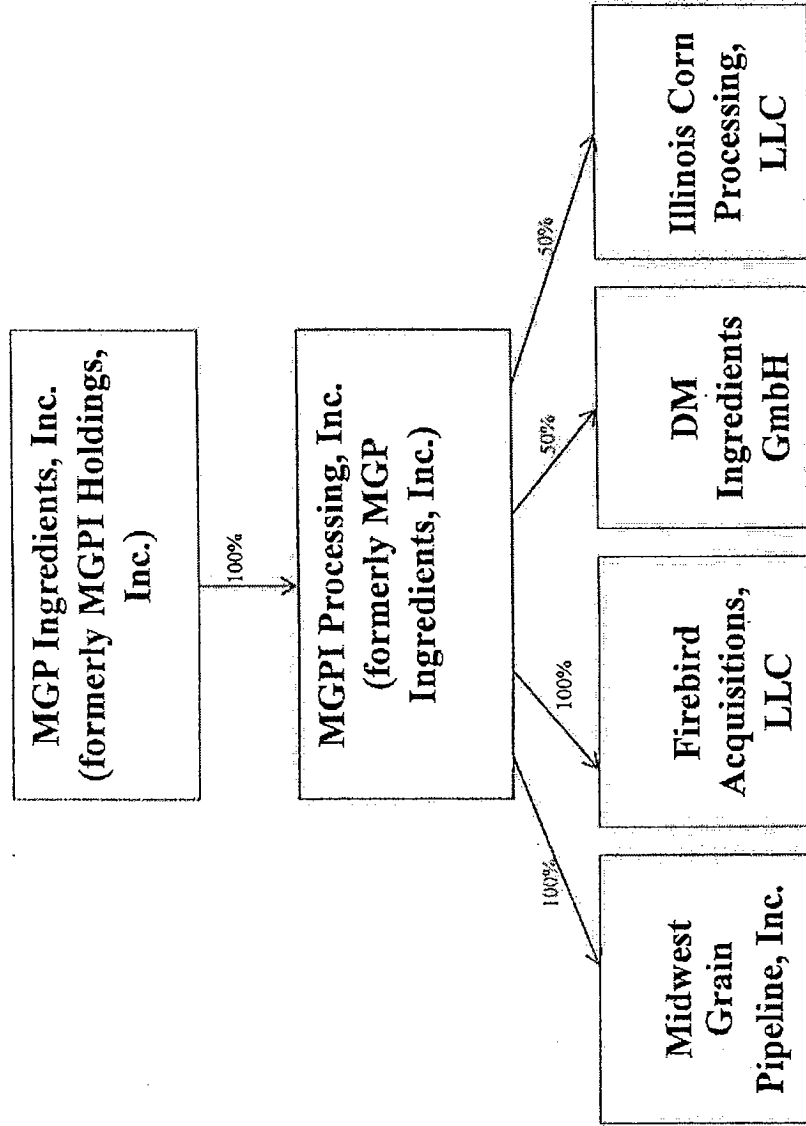 MGP Ingredients, Inc.
(formerly MGPI Holdings,
Inc.)
100%
MGPI Processing, Inc.
(formerly MGP
Ingredients, Inc.)
100%
100%
50%
50%
Midwest
Grain
Pipeline, Inc.
Firebird
Acquisitions,
LLC
DM
Ingredients
GmbH
Illinois Corn
Processing,
LLC